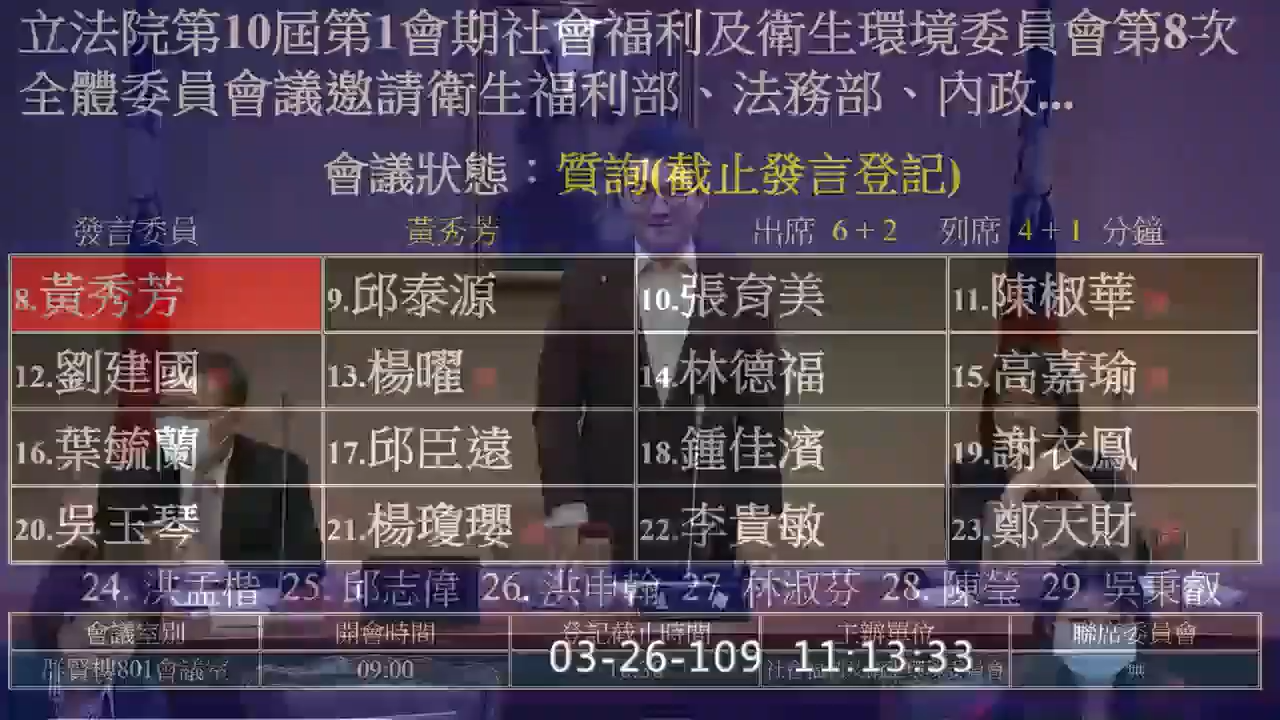 立法院第10屆第1會期社會福利及衛生環境委員會第8次
全體委員會議邀請衛生福利部、法務部、內政...
會議狀態：質詢(截止發言登記)
發言委員 黃秀芳 出席 6+2 列席 4+1 分鐘
8.黃秀芳 9.邱泰源 10.張育美 11.陳椒華
12.劉建國 13.楊曜 14.林德福 15.高嘉瑜
16.葉毓蘭 17.邱臣遠 18.鍾佳濱 19.謝衣鳳
20.吳玉琴 21.楊瓊瓔 22.李貴敏 23.鄭天財
24. 洪孟楷 25. 邱志偉 26. 洪申翰 27. 林淑芬 28. 陳瑩 29. 吳秉叡
會議室別 開會時間 登記截止時間 主辦單位 聯席委員會
群賢樓801會議室 09:00 無
03-26-109 11:13:33